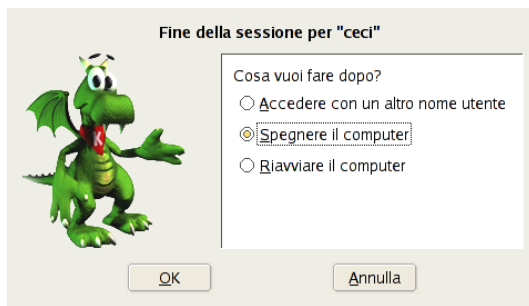 Fine della sessione per "ceci"
Cosa vuoi fare dopo?
Accedere con un altro nome utente
Spegnere il computer
Riavviare il computer
K
OK
Annulla